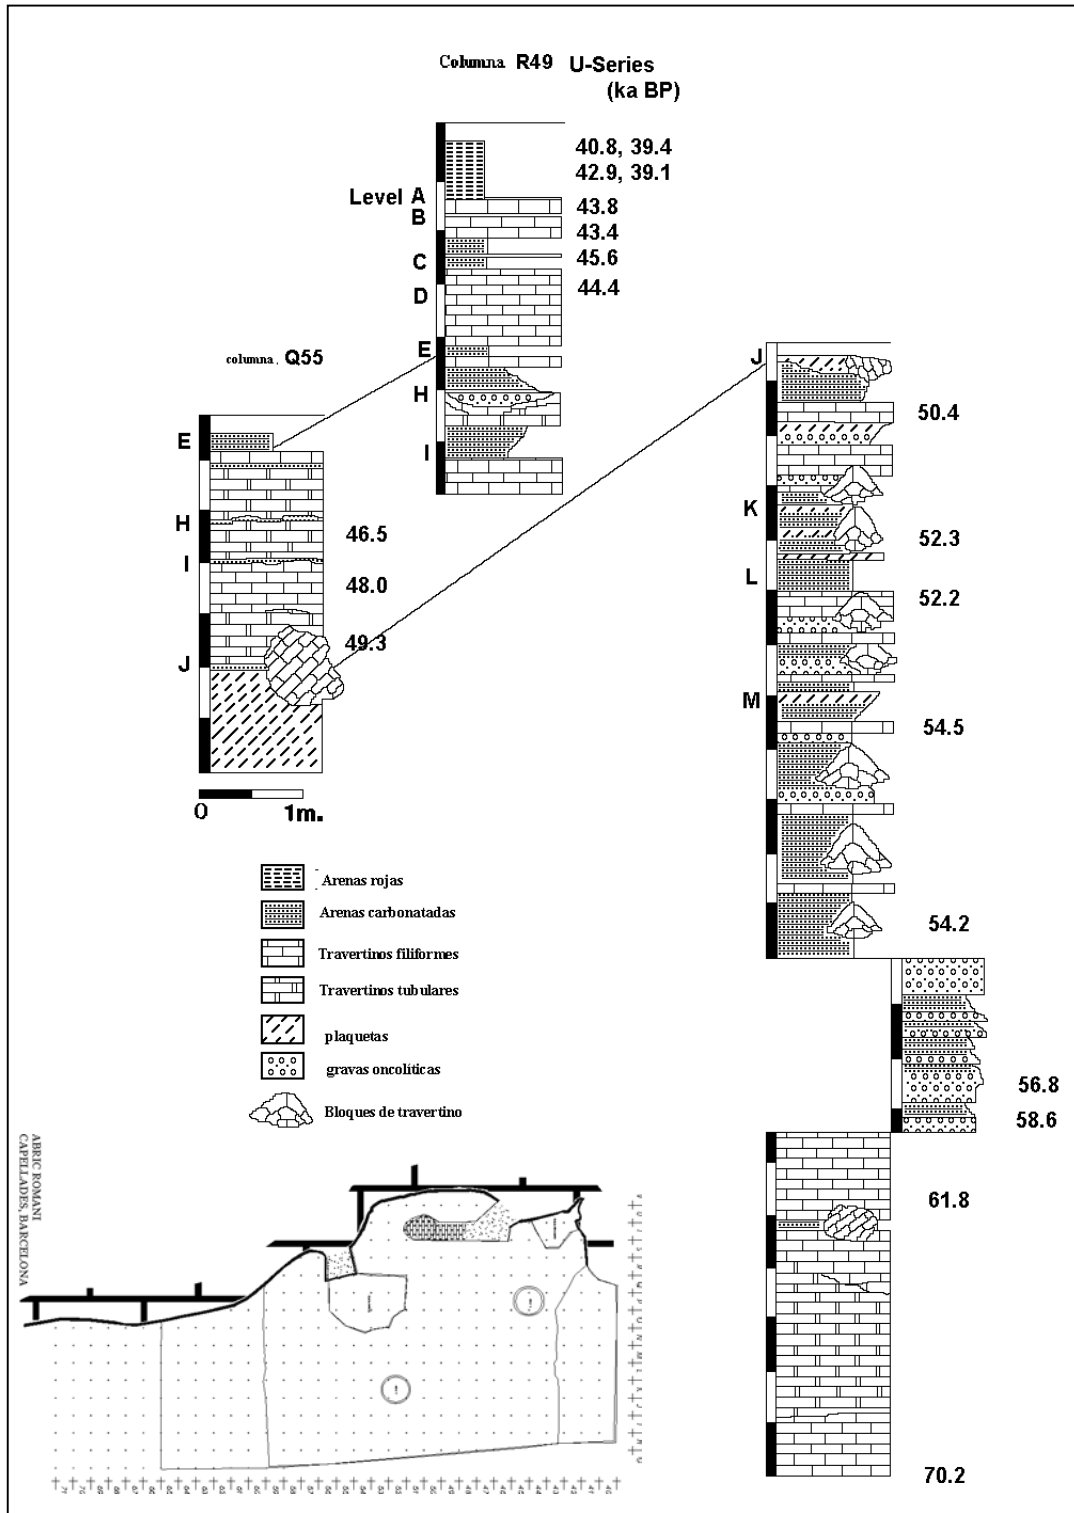 Columna R49 U-Series
(ka BP)
40.8, 39.4
42.9, 39.1
Level A
43.8
B
43.4
C
45.6
44.4
D
E
H
I
columna. Q55
E
H
46.5
I
48.0
49.3
J
0 1m.
J
50.4
K
52.3
L
52.2
M
54.5
54.2
56.8
58.6
61.8
70.2
Arenas rojas
Arenas carbonatadas
Travertinos filiformes
Travertinos tubulares
plaquetas
gravas oncolíticas
Bloques de travertino
ABRIC ROMANI
CAPELLADES, BARCELONA